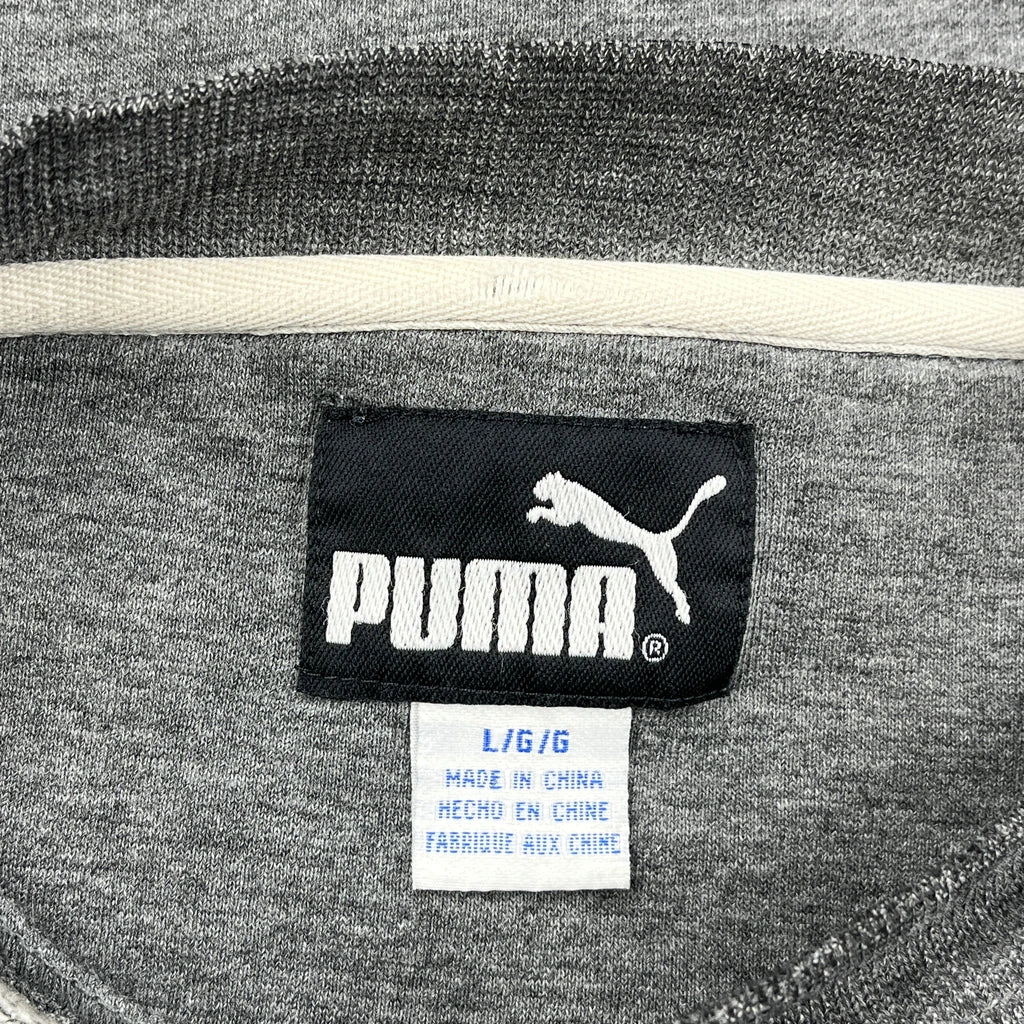 PUMA®
L/G/G
MADE IN CHINA
HECHO EN CHINE
FABRIQUE AUX CHINE